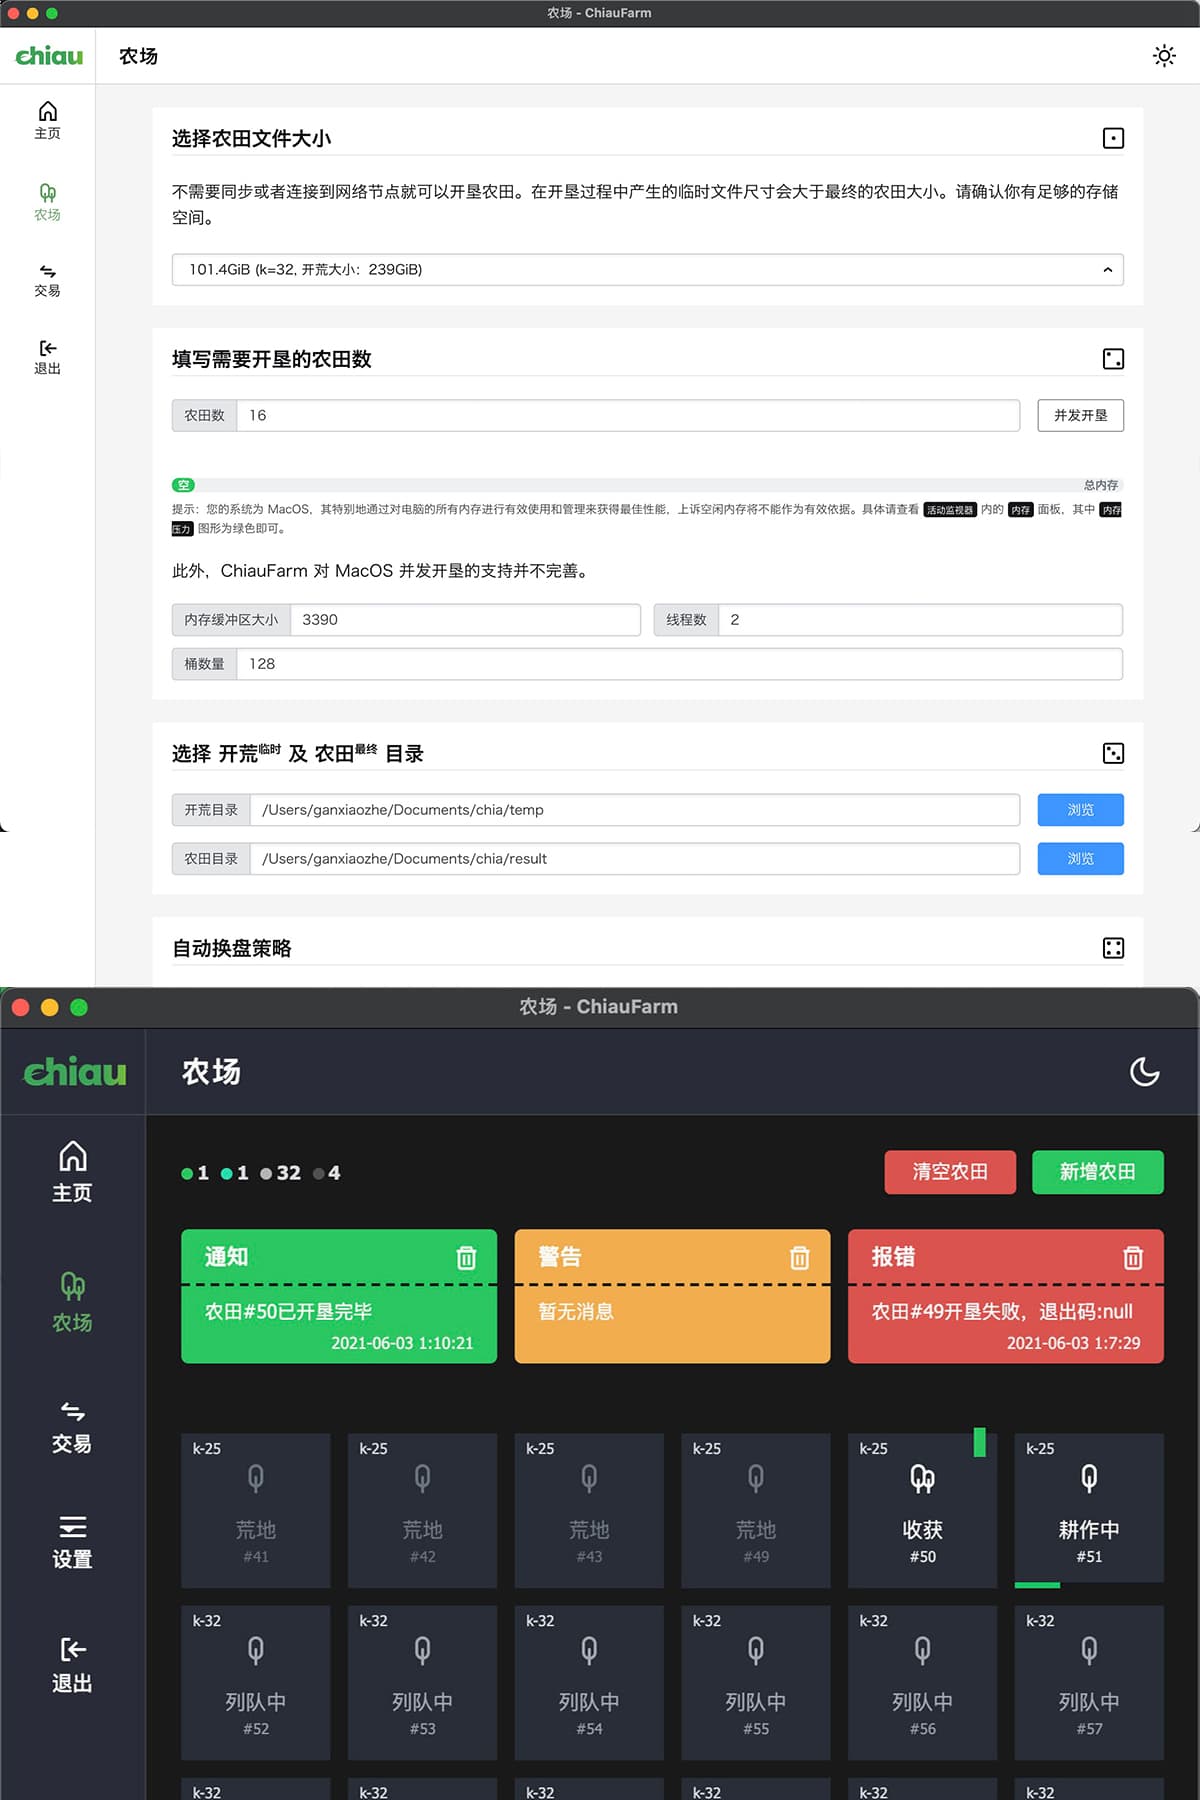 农场 - ChiauFarm
chiau
农场
主页
农场
交易
退出
选择农田文件大小
不需要同步或者连接到网络节点就可以开垦农田。在开垦过程中产生的临时文件尺寸会大于最终的农田大小。请确认你有足够的存储
空间。
101.4GiB (k=32, 开荒大小：239GiB)
填写需要开垦的农田数
农田数 16 并发开垦
空 总内存
提示：您的系统为 MacOS，其特别地通过对电脑的所有内存进行有效使用和管理来获得最佳性能，上诉空闲内存将不能作为有效依据。具体请查看 活动监视器 内的 内存 面板，其中 内存
压力 图形为绿色即可。
此外，ChiauFarm 对 MacOS 并发开垦的支持并不完善。
内存缓冲区大小 3390 线程数 2
桶数量 128
选择 开荒临时 及 农田最终 目录
开荒目录 /Users/ganxiaozhe/Documents/chia/temp 浏览
农田目录 /Users/ganxiaozhe/Documents/chia/result 浏览
自动换盘策略
农场 - ChiauFarm
chiau
农场
主页
农场
交易
设置
退出
1 1 32 4
清空农田 新增农田
通知
农田#50已开垦完毕
2021-06-03 1:10:21
警告
暂无消息
报错
农田#49开垦失败，退出码:null
2021-06-03 1:7:29
k-25 k-25 k-25 k-25 k-25 k-25
荒地 荒地 荒地 荒地 收获 耕作中
#41 #42 #43 #49 #50 #51
k-32 k-32 k-32 k-32 k-32 k-32
列队中 列队中 列队中 列队中 列队中 列队中
#52 #53 #54 #55 #56 #57
k-32 k-32 k-32 k-32 k-32 k-32